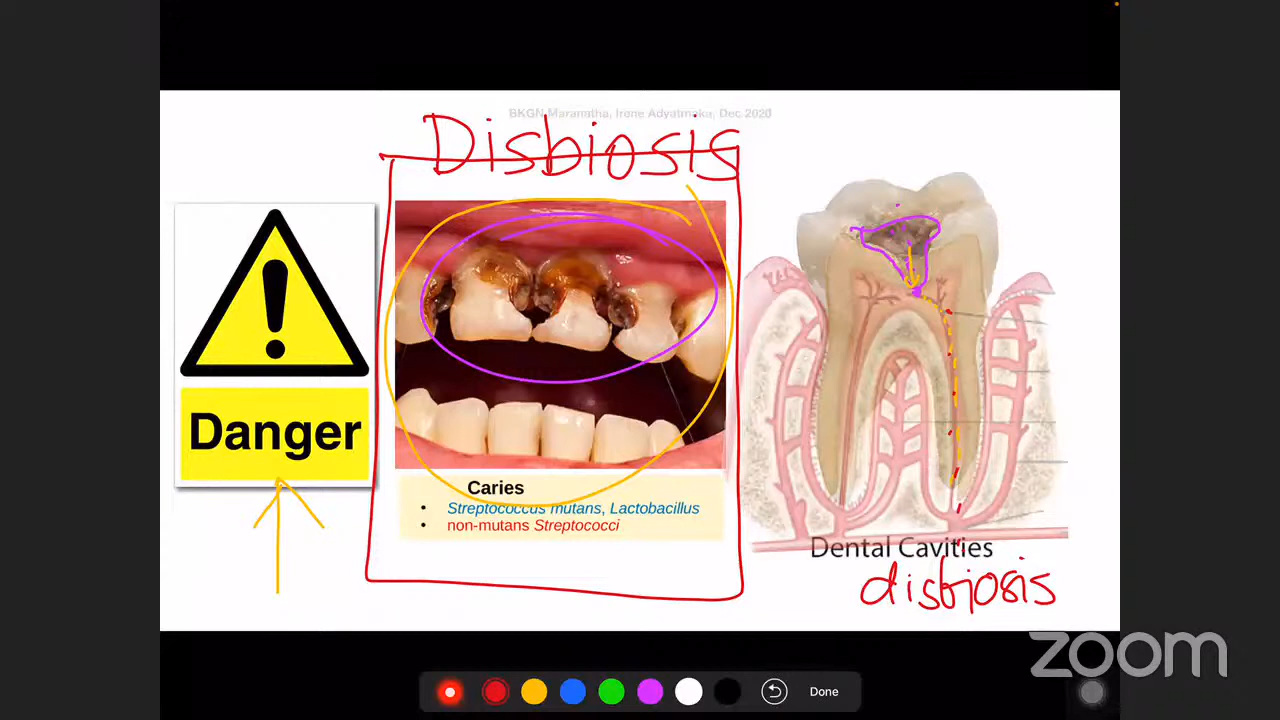 BKGN Maranatha, Irene Adyatmaka, Dec 2020
Disbiosis
Danger
Caries
• Streptococcus mutans, Lactobacillus
• non-mutans Streptococci
Dental Cavities
disbiosis
zoom
Done